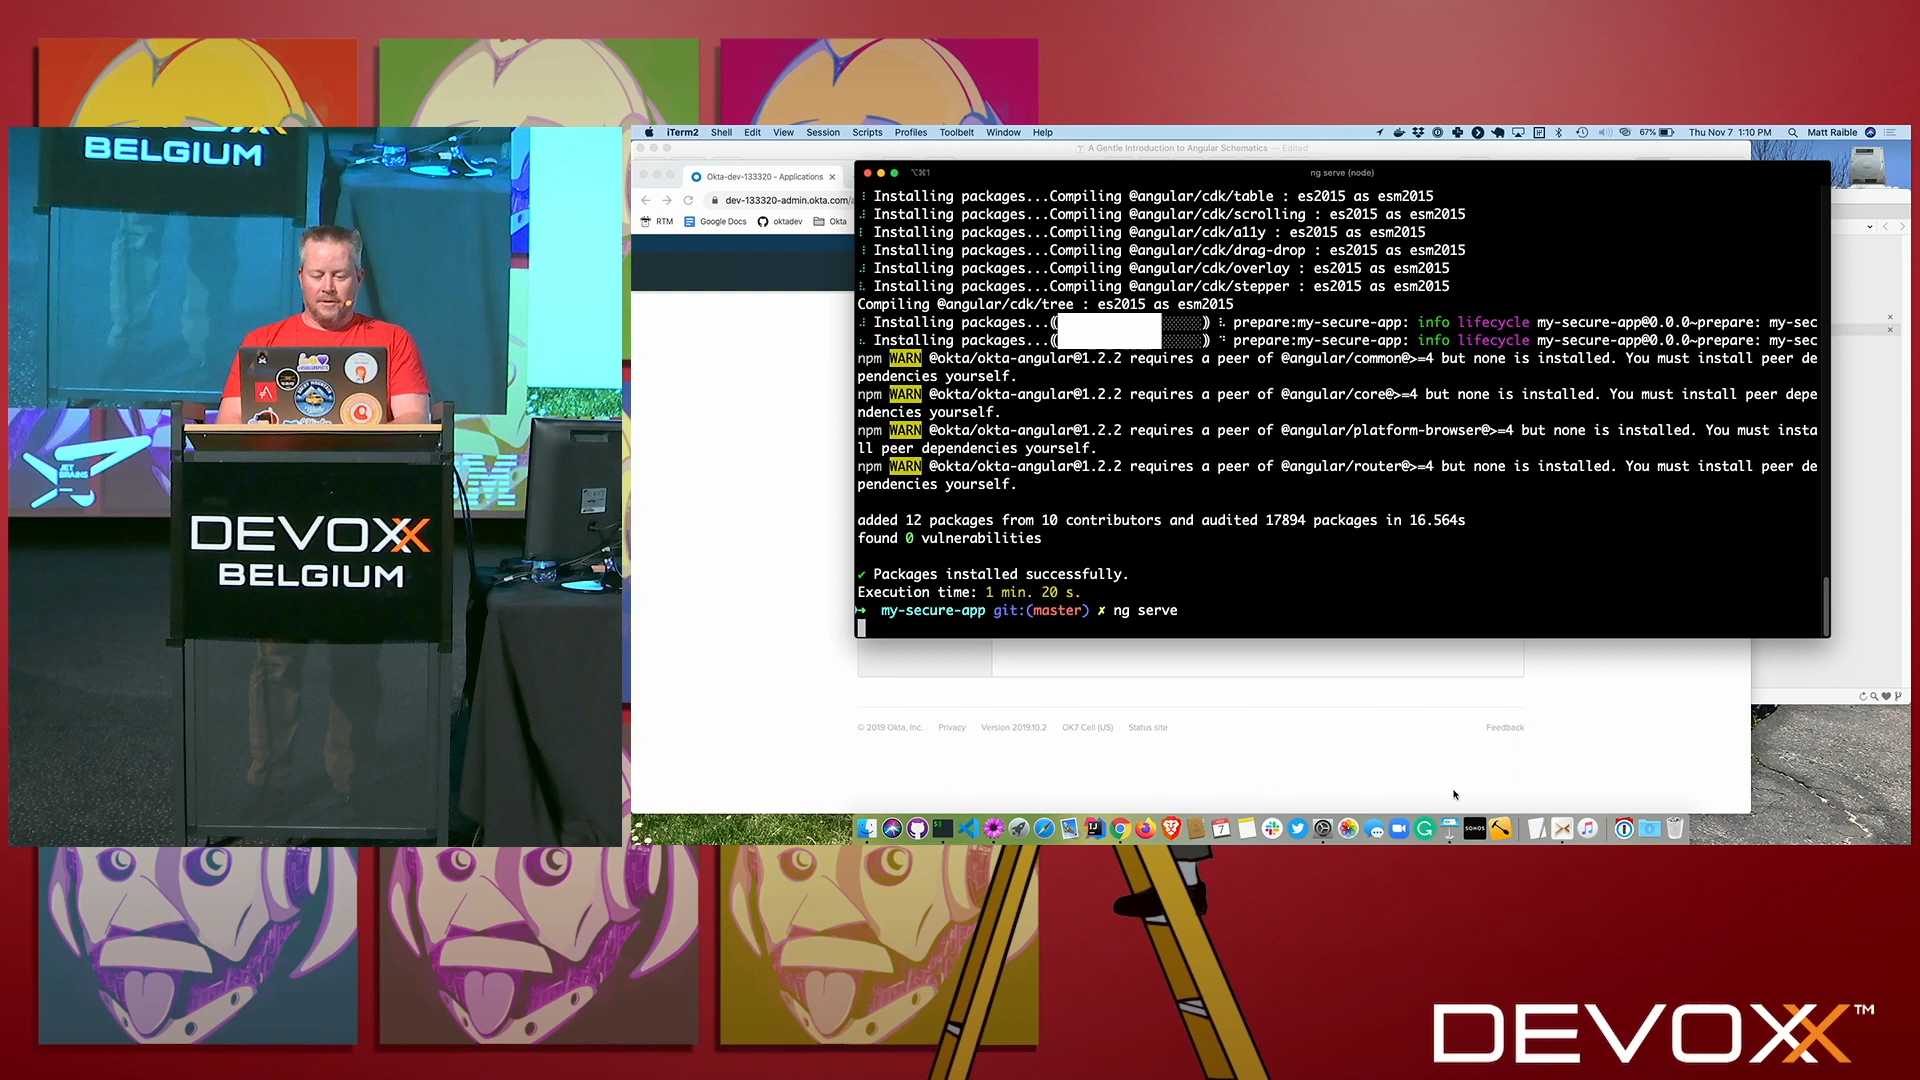 BELGIUM
JET
BRAINS
DEVOXX
BELGIUM
iTerm2 Shell Edit View Session Scripts Profiles Toolbelt Window Help
67% Thu Nov 7 1:10 PM Matt Raible
A Gentle Introduction to Angular Schematics — Edited
Okta-dev-133320 - Applications
dev-133320-admin.okta.com/
RTM Google Docs oktadev Okta
⌥⌘1 ng serve (node)
Installing packages...Compiling @angular/cdk/table : es2015 as esm2015
Installing packages...Compiling @angular/cdk/scrolling : es2015 as esm2015
Installing packages...Compiling @angular/cdk/a11y : es2015 as esm2015
Installing packages...Compiling @angular/cdk/drag-drop : es2015 as esm2015
Installing packages...Compiling @angular/cdk/overlay : es2015 as esm2015
Installing packages...Compiling @angular/cdk/stepper : es2015 as esm2015
Compiling @angular/cdk/tree : es2015 as esm2015
Installing packages...( ) prepare:my-secure-app: info lifecycle my-secure-app@0.0.0~prepare: my-sec
Installing packages...( ) prepare:my-secure-app: info lifecycle my-secure-app@0.0.0~prepare: my-sec
npm WARN @okta/okta-angular@1.2.2 requires a peer of @angular/common@>=4 but none is installed. You must install peer de
pendencies yourself.
npm WARN @okta/okta-angular@1.2.2 requires a peer of @angular/core@>=4 but none is installed. You must install peer depe
ndencies yourself.
npm WARN @okta/okta-angular@1.2.2 requires a peer of @angular/platform-browser@>=4 but none is installed. You must insta
ll peer dependencies yourself.
npm WARN @okta/okta-angular@1.2.2 requires a peer of @angular/router@>=4 but none is installed. You must install peer de
pendencies yourself.
added 12 packages from 10 contributors and audited 17894 packages in 16.564s
found 0 vulnerabilities
✔ Packages installed successfully.
Execution time: 1 min. 20 s.
➜ my-secure-app git:(master) ✗ ng serve
© 2019 Okta, Inc. Privacy Version 2019.10.2 OK7 Cell (US) Status site Feedback
7
SONOS
DEVOXX™